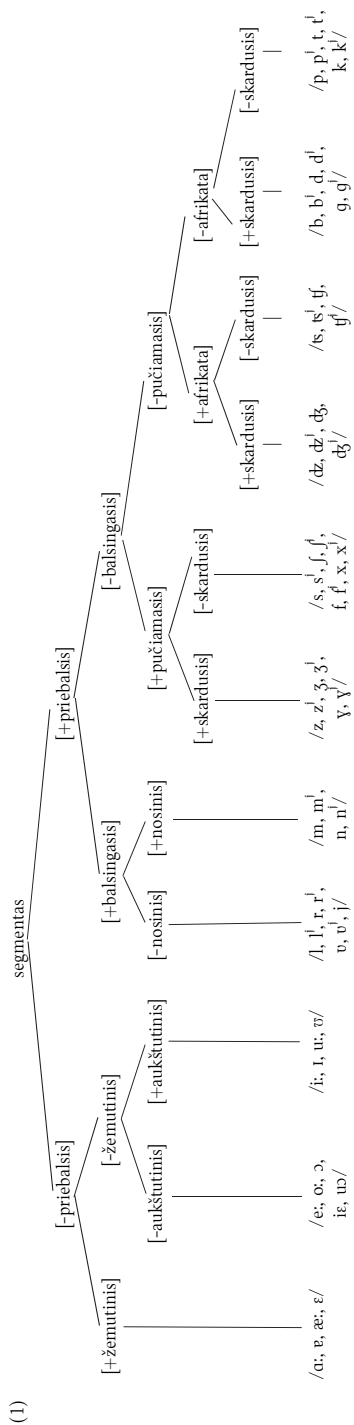 (1)
segmentas
[-priebalsis] [+priebalsis]
[+žemutinis] [-žemutinis] [+balsingasis] [-balsingasis]
[-aukštutinis] [+aukštutinis] [-nosinis] [+nosinis] [+pučiamasis] [-pučiamasis]
[+skardusis] [-skardusis] [+afrikata] [-afrikata]
[+skardusis] [-skardusis] [+skardusis] [-skardusis]
/ɑː, ɐ, æː, ɛ/ /eː, oː, ɔ, /iː, ɪ, uː, ʊ/ /l, lʲ, r, rʲ, /m, mʲ, /z, zʲ, ʒ, ʒʲ, /s, sʲ, ʃ, ʃʲ, /dz, dzʲ, dʒ, /ts, tsʲ, tʃ, /b, bʲ, d, dʲ, /p, pʲ, t, tʲ,
iɛ, uɔ/ ʋ, ʋʲ, j/ n, nʲ/ ɣ, ɣʲ/ f, fʲ, x, xʲ/ dʒʲ/ tʃʲ/ ɡ, ɡʲ/ k, kʲ/